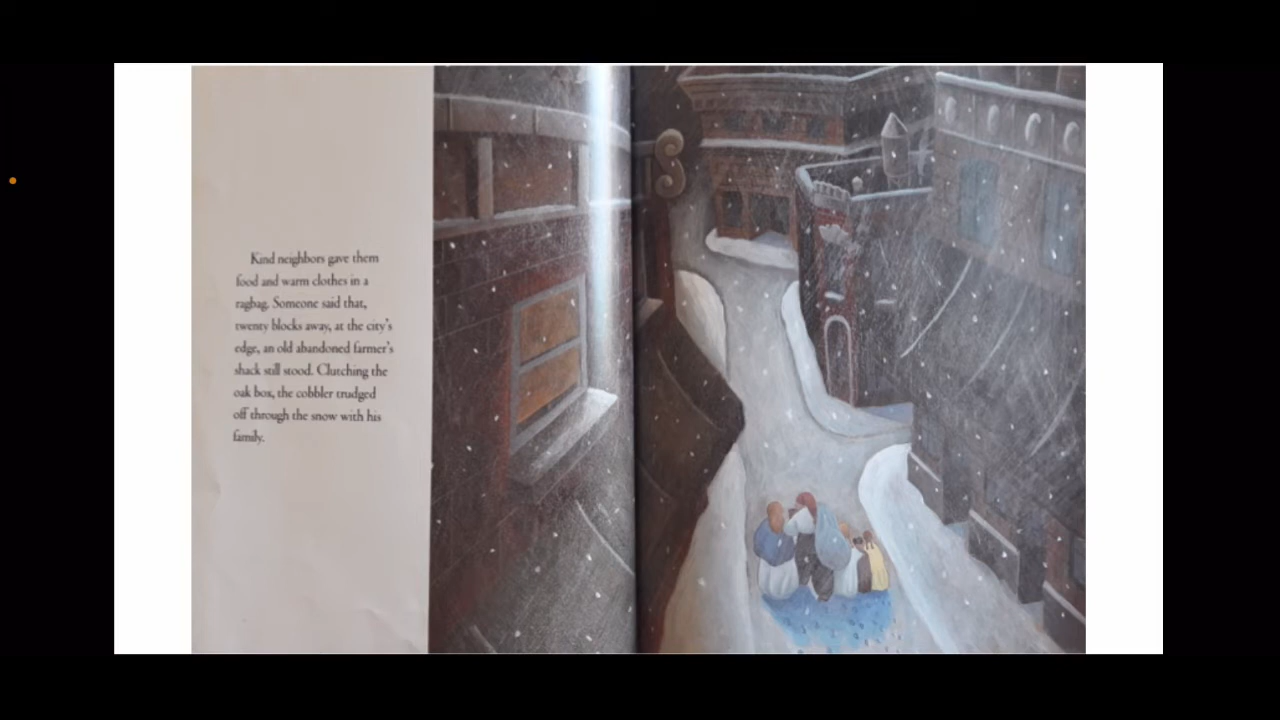 Kind neighbors gave them
food and warm clothes in a
ragbag. Someone said that,
twenty blocks away, at the city's
edge, an old abandoned farmer's
shack still stood. Clutching the
oak box, the cobbler trudged
off through the snow with his
family.